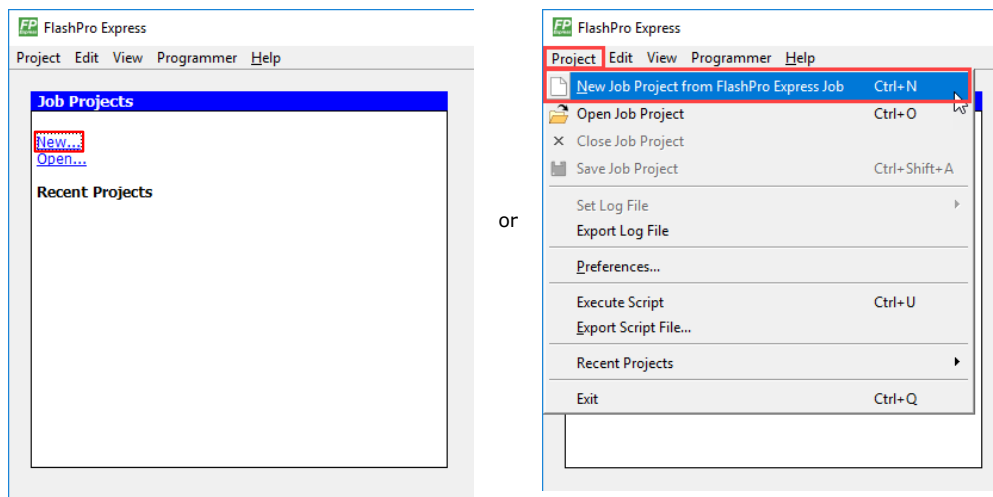 FP FlashPro Express
Project Edit View Programmer Help
Job Projects
New...
Open...
Recent Projects
or
FP FlashPro Express
Project Edit View Programmer Help
New Job Project from FlashPro Express Job Ctrl+N
Open Job Project Ctrl+O
Close Job Project
Save Job Project Ctrl+Shift+A
Set Log File
Export Log File
Preferences...
Execute Script Ctrl+U
Export Script File...
Recent Projects
Exit Ctrl+Q